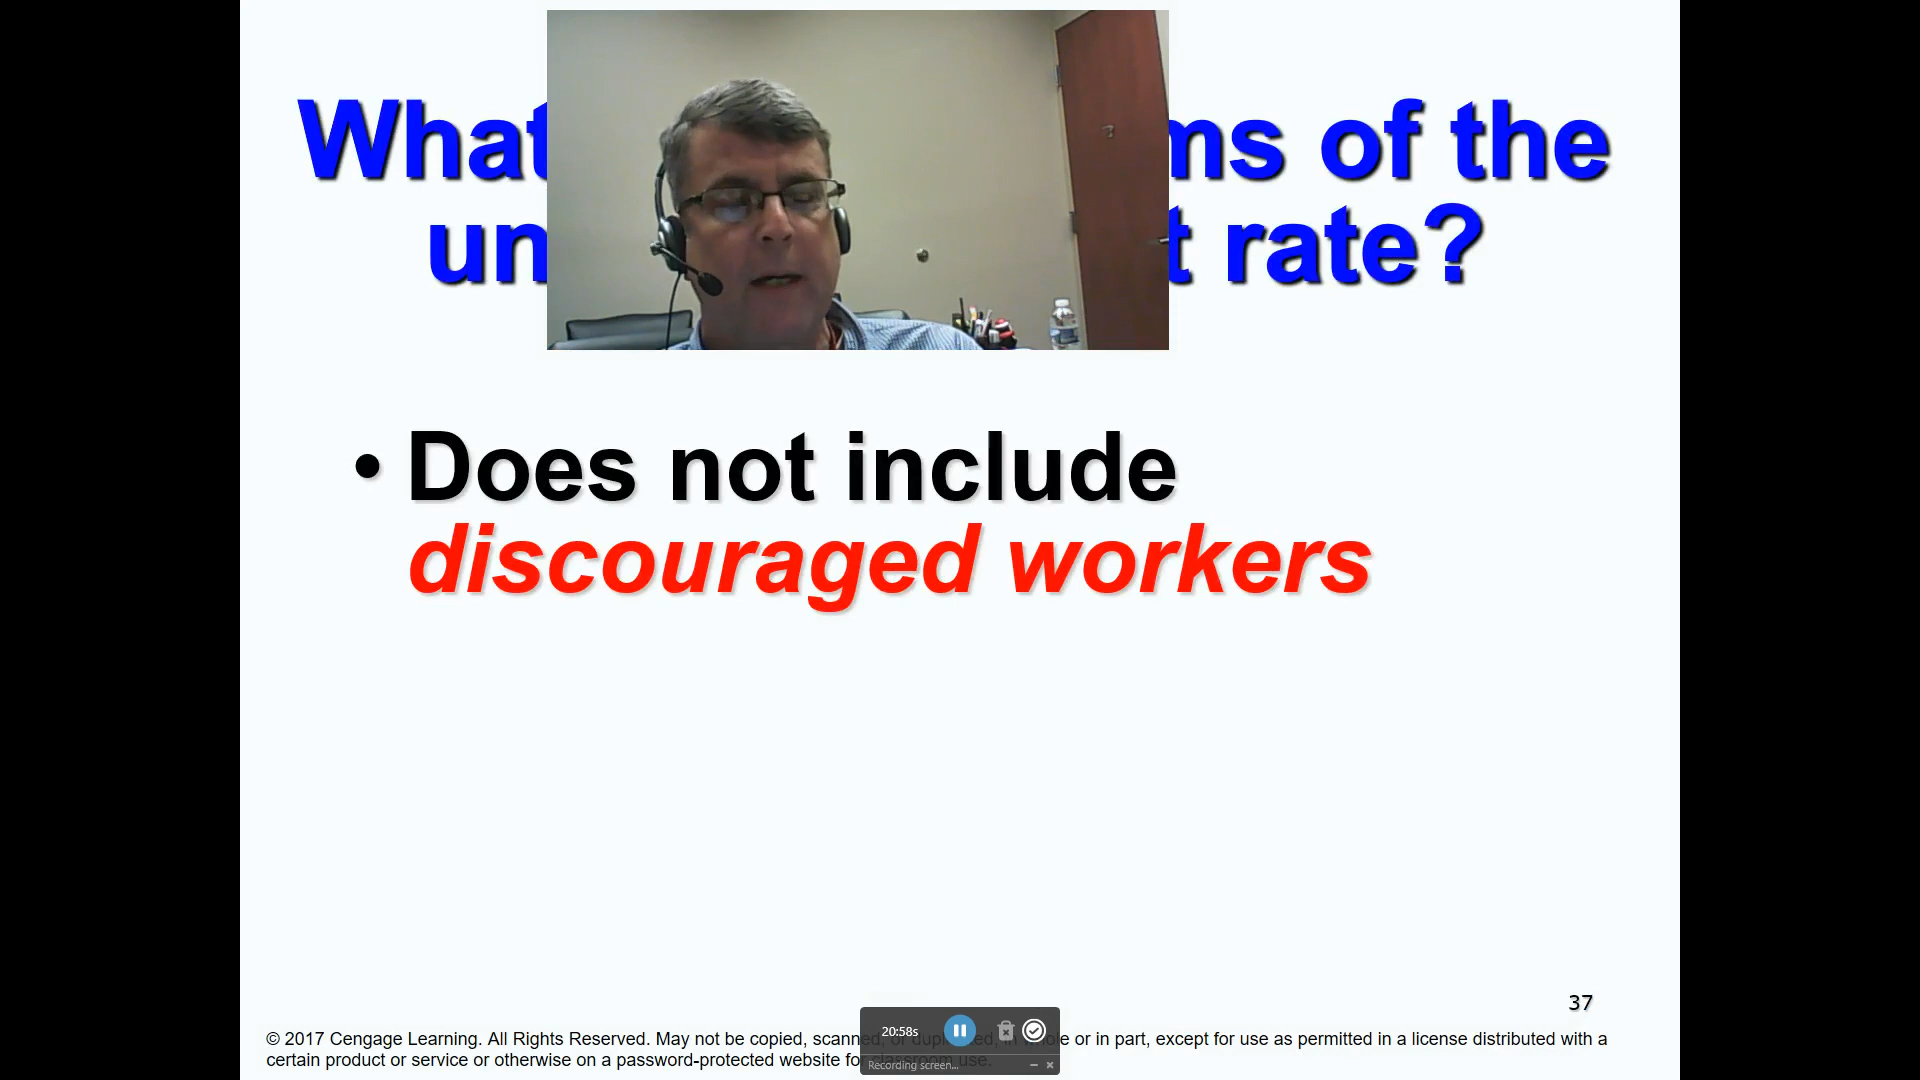 What ms of the
un t rate?
• Does not include
discouraged workers
37
© 2017 Cengage Learning. All Rights Reserved. May not be copied, scanned, or duplicated, in whole or in part, except for use as permitted in a license distributed with a
certain product or service or otherwise on a password-protected website for classroom use.
20:58s
Recording screen...